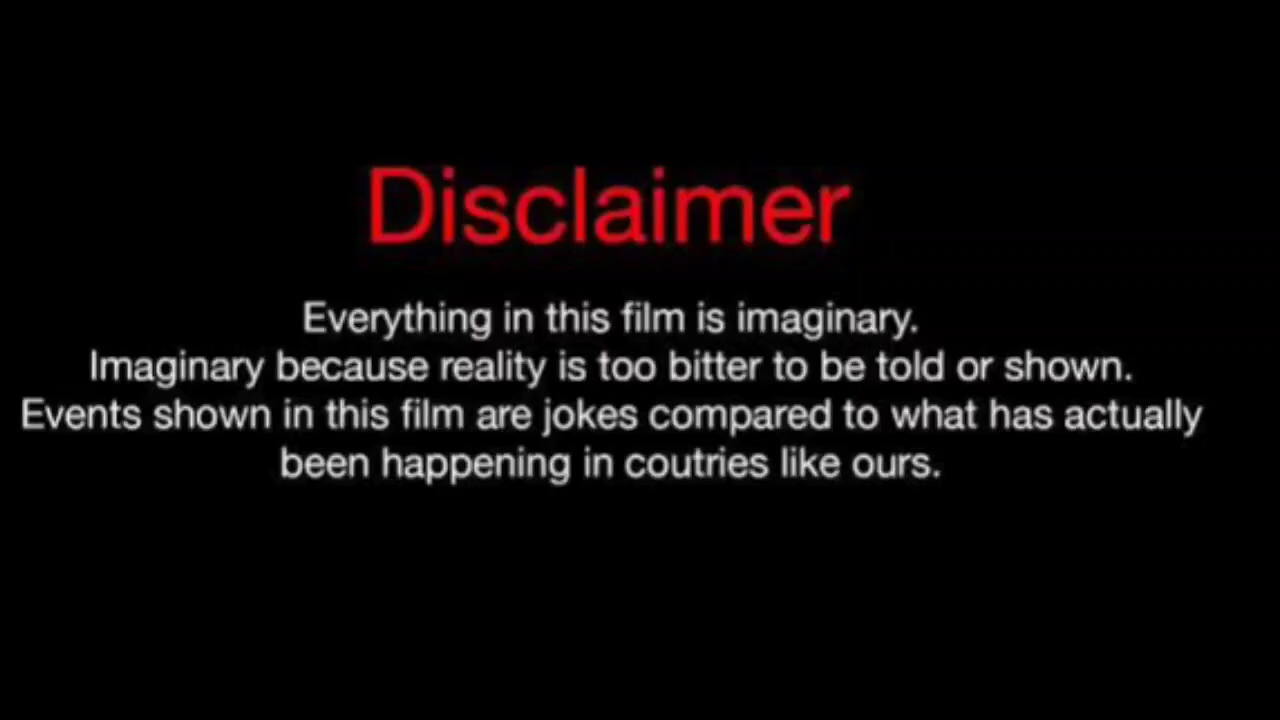 Disclaimer
Everything in this film is imaginary.
Imaginary because reality is too bitter to be told or shown.
Events shown in this film are jokes compared to what has actually
been happening in coutries like ours.